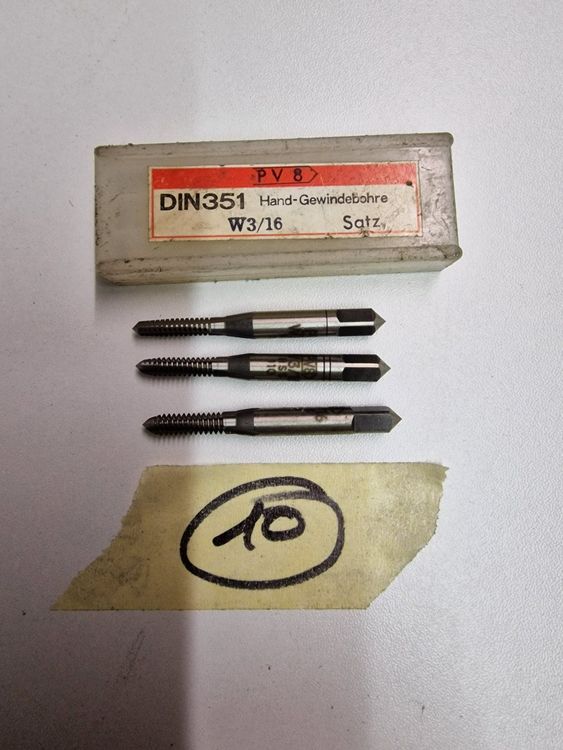 PV 8
DIN351 Hand-Gewindebohre
W3/16 Satz
10